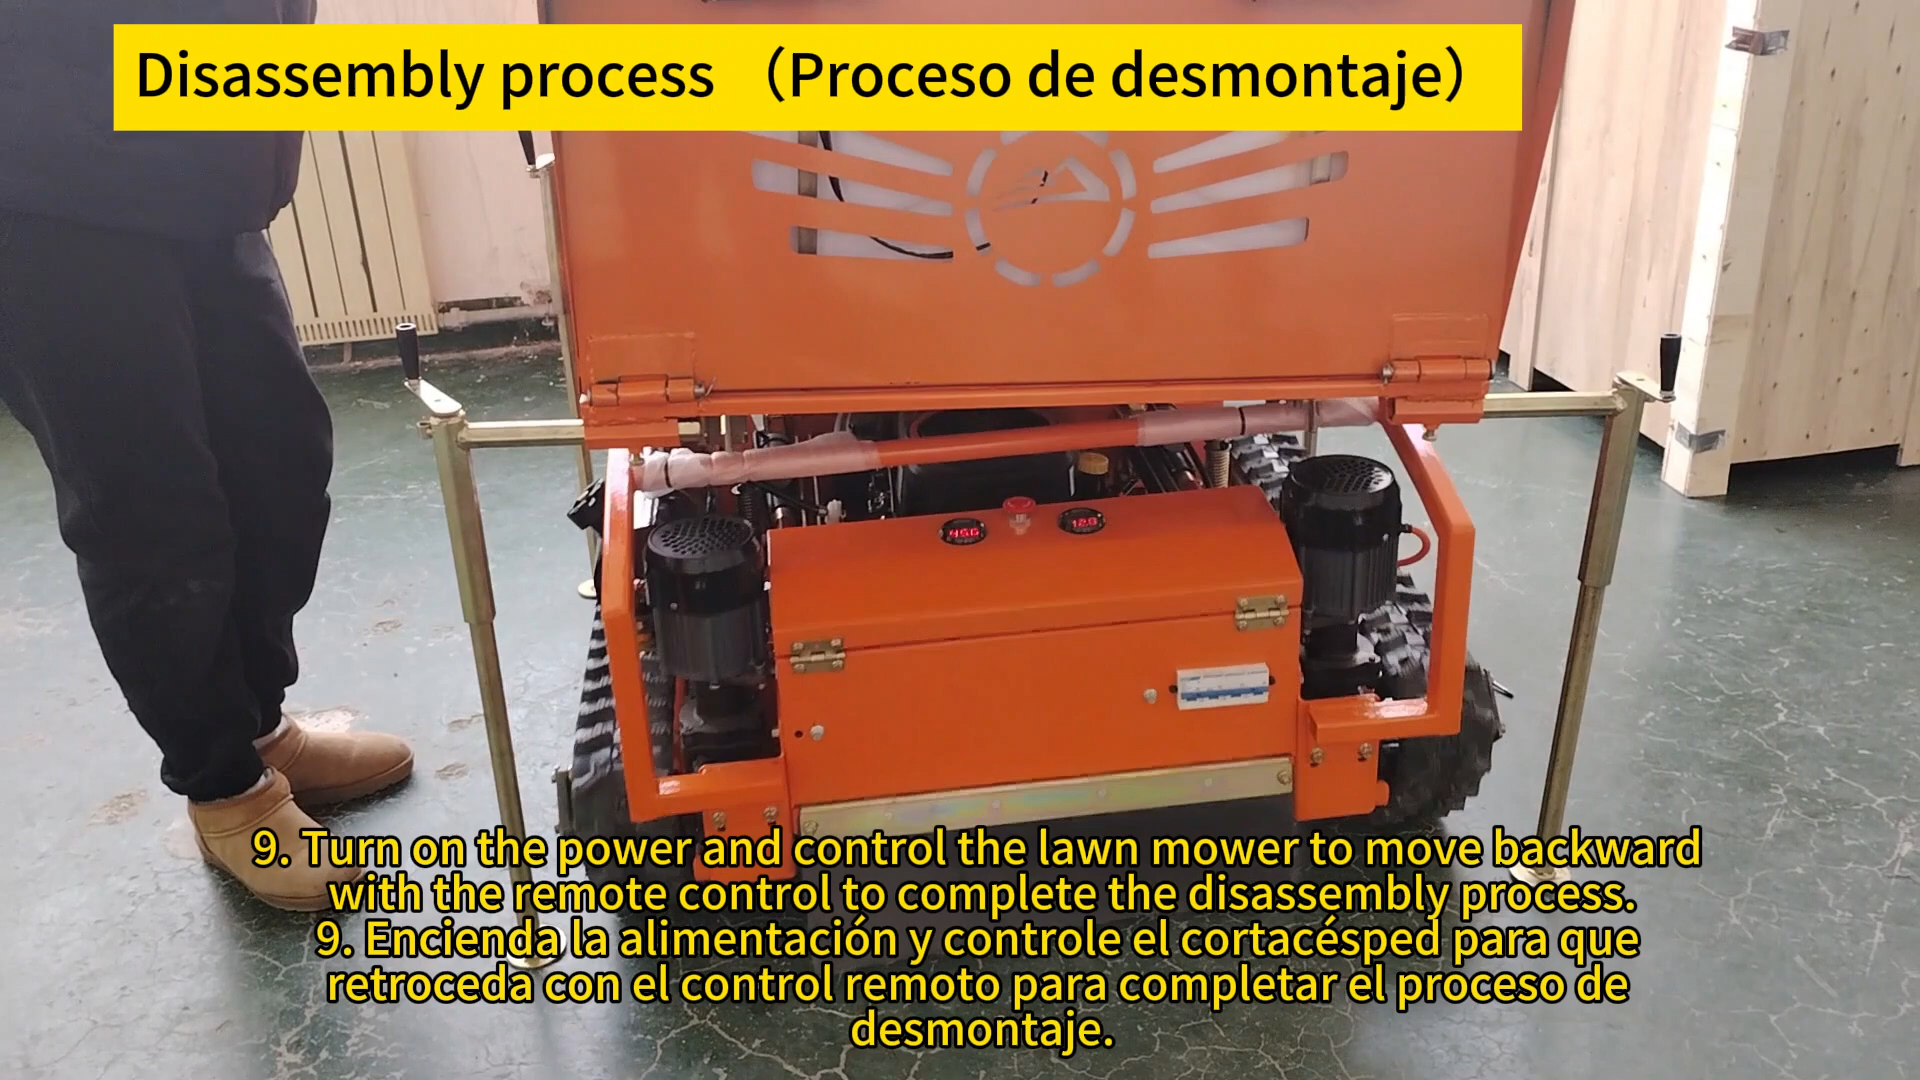 Disassembly process （Proceso de desmontaje）
9. Turn on the power and control the lawn mower to move backward
with the remote control to complete the disassembly process.
9. Encienda la alimentación y controle el cortacésped para que
retroceda con el control remoto para completar el proceso de
desmontaje.